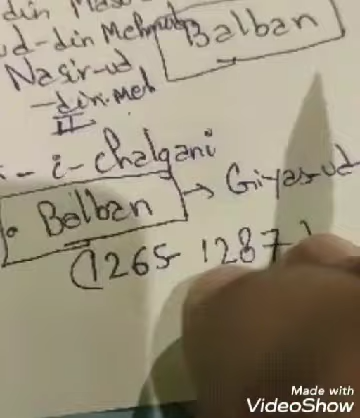 din Mas
ud-din Mehmud
Balban
Nasir-ud
-din.meh
II
i-chalgani
Balban → Giyas-ud
(1265-1287)
Made with
VideoShow